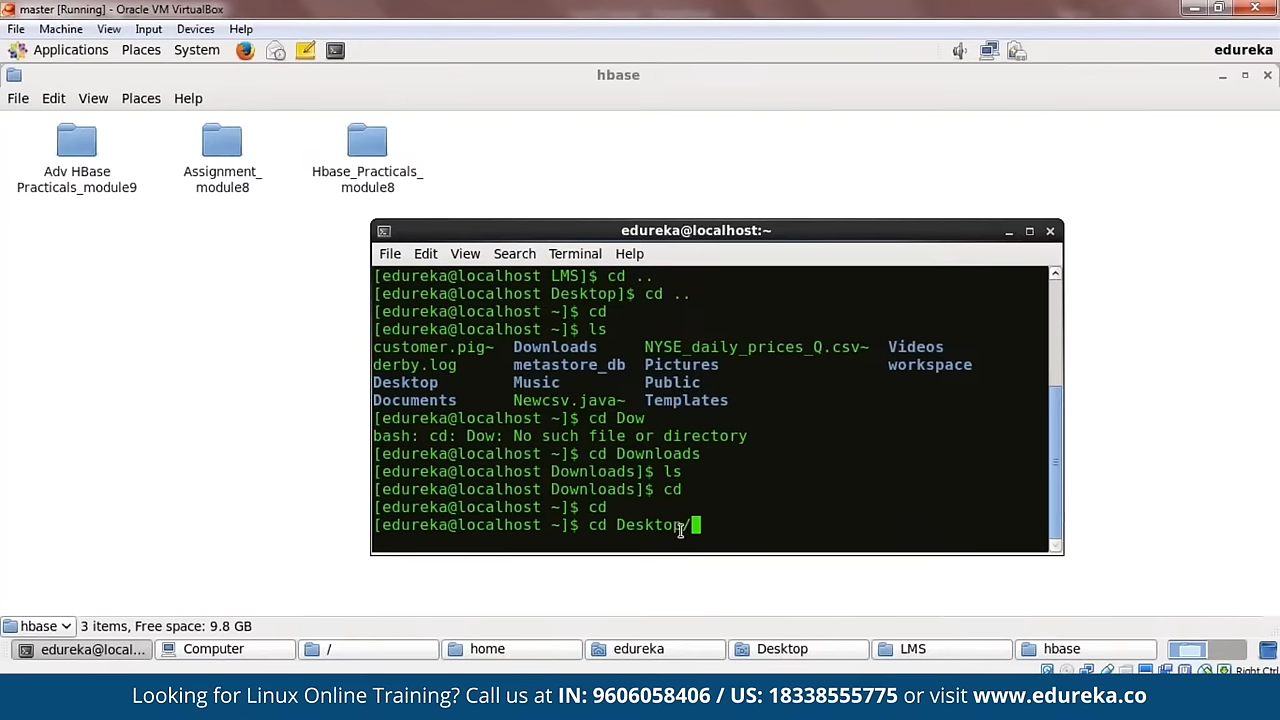 master [Running] - Oracle VM VirtualBox
File Machine View Input Devices Help
Applications Places System edureka
hbase
File Edit View Places Help
Adv HBase
Practicals_module9
Assignment_
module8
Hbase_Practicals_
module8
edureka@localhost:~
File Edit View Search Terminal Help
[edureka@localhost LMS]$ cd ..
[edureka@localhost Desktop]$ cd ..
[edureka@localhost ~]$ cd
[edureka@localhost ~]$ ls
customer.pig~ Downloads NYSE_daily_prices_Q.csv~ Videos
derby.log metastore_db Pictures workspace
Desktop Music Public
Documents Newcsv.java~ Templates
[edureka@localhost ~]$ cd Dow
bash: cd: Dow: No such file or directory
[edureka@localhost ~]$ cd Downloads
[edureka@localhost Downloads]$ ls
[edureka@localhost Downloads]$ cd
[edureka@localhost ~]$ cd
[edureka@localhost ~]$ cd Desktop/
hbase 3 items, Free space: 9.8 GB
edureka@local... Computer / home edureka Desktop LMS hbase
Right Ctrl
Looking for Linux Online Training? Call us at IN: 9606058406 / US: 18338555775 or visit www.edureka.co